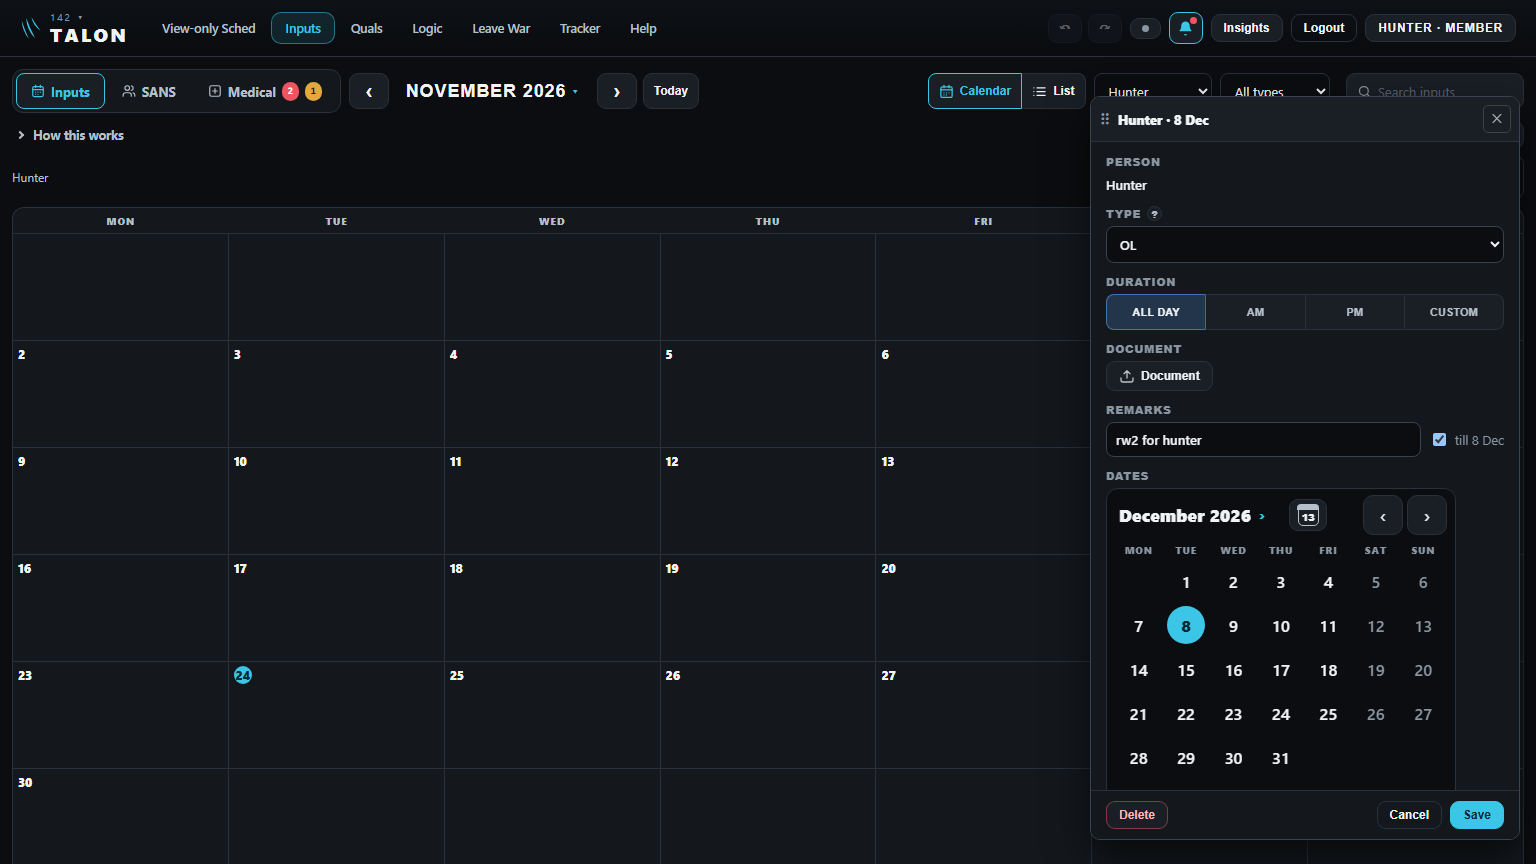 142
TALON
View-only Sched
Inputs
Quals
Logic
Leave War
Tracker
Help
Insights
Logout
HUNTER · MEMBER
Inputs
SANS
Medical 2 1
NOVEMBER 2026
Today
Calendar
List
Hunter
All types
Search inputs
How this works
Hunter
MON TUE WED THU FRI
2 3 4 5 6
9 10 11 12 13
16 17 18 19 20
23 24 25 26 27
30
Hunter · 8 Dec
PERSON
Hunter
TYPE ?
OL
DURATION
ALL DAY AM PM CUSTOM
DOCUMENT
Document
REMARKS
rw2 for hunter
till 8 Dec
DATES
December 2026 13
MON TUE WED THU FRI SAT SUN
1 2 3 4 5 6
7 8 9 10 11 12 13
14 15 16 17 18 19 20
21 22 23 24 25 26 27
28 29 30 31
Delete
Cancel
Save